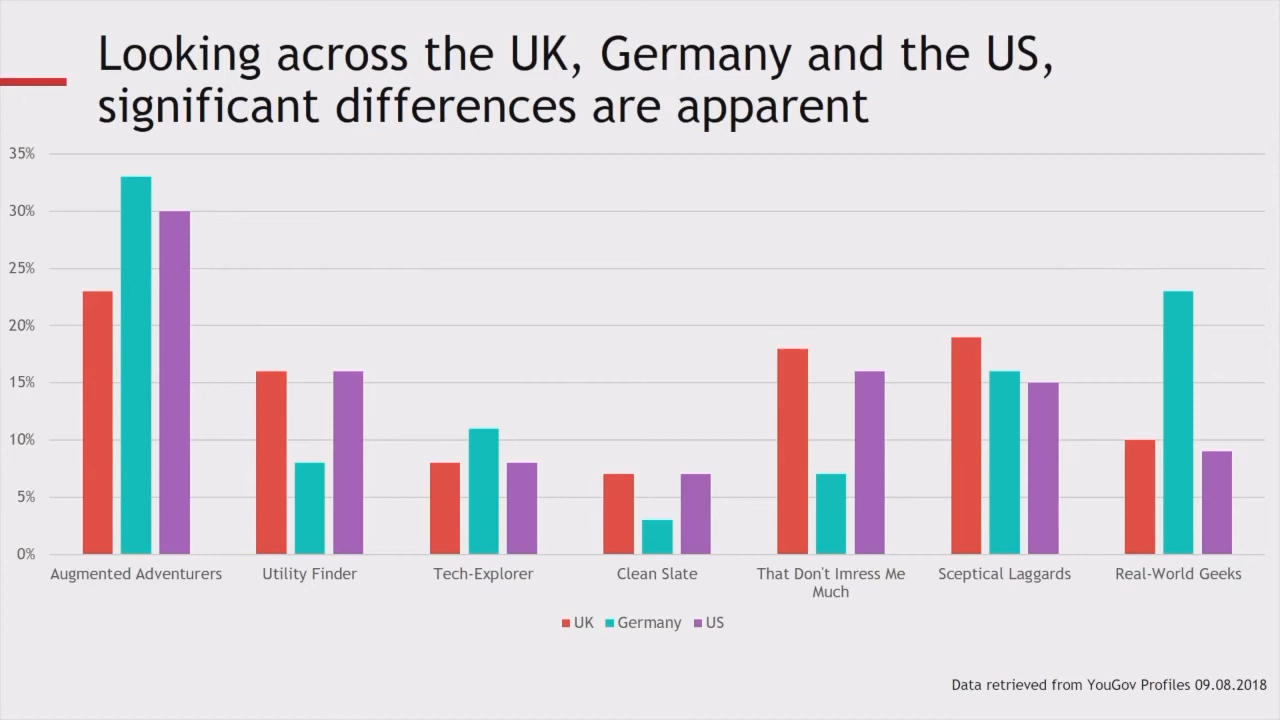 Looking across the UK, Germany and the US,
significant differences are apparent
35%
30%
25%
20%
15%
10%
5%
0%
Augmented Adventurers
Utility Finder
Tech-Explorer
Clean Slate
That Don't Imress Me
Much
Sceptical Laggards
Real-World Geeks
UK Germany US
Data retrieved from YouGov Profiles 09.08.2018